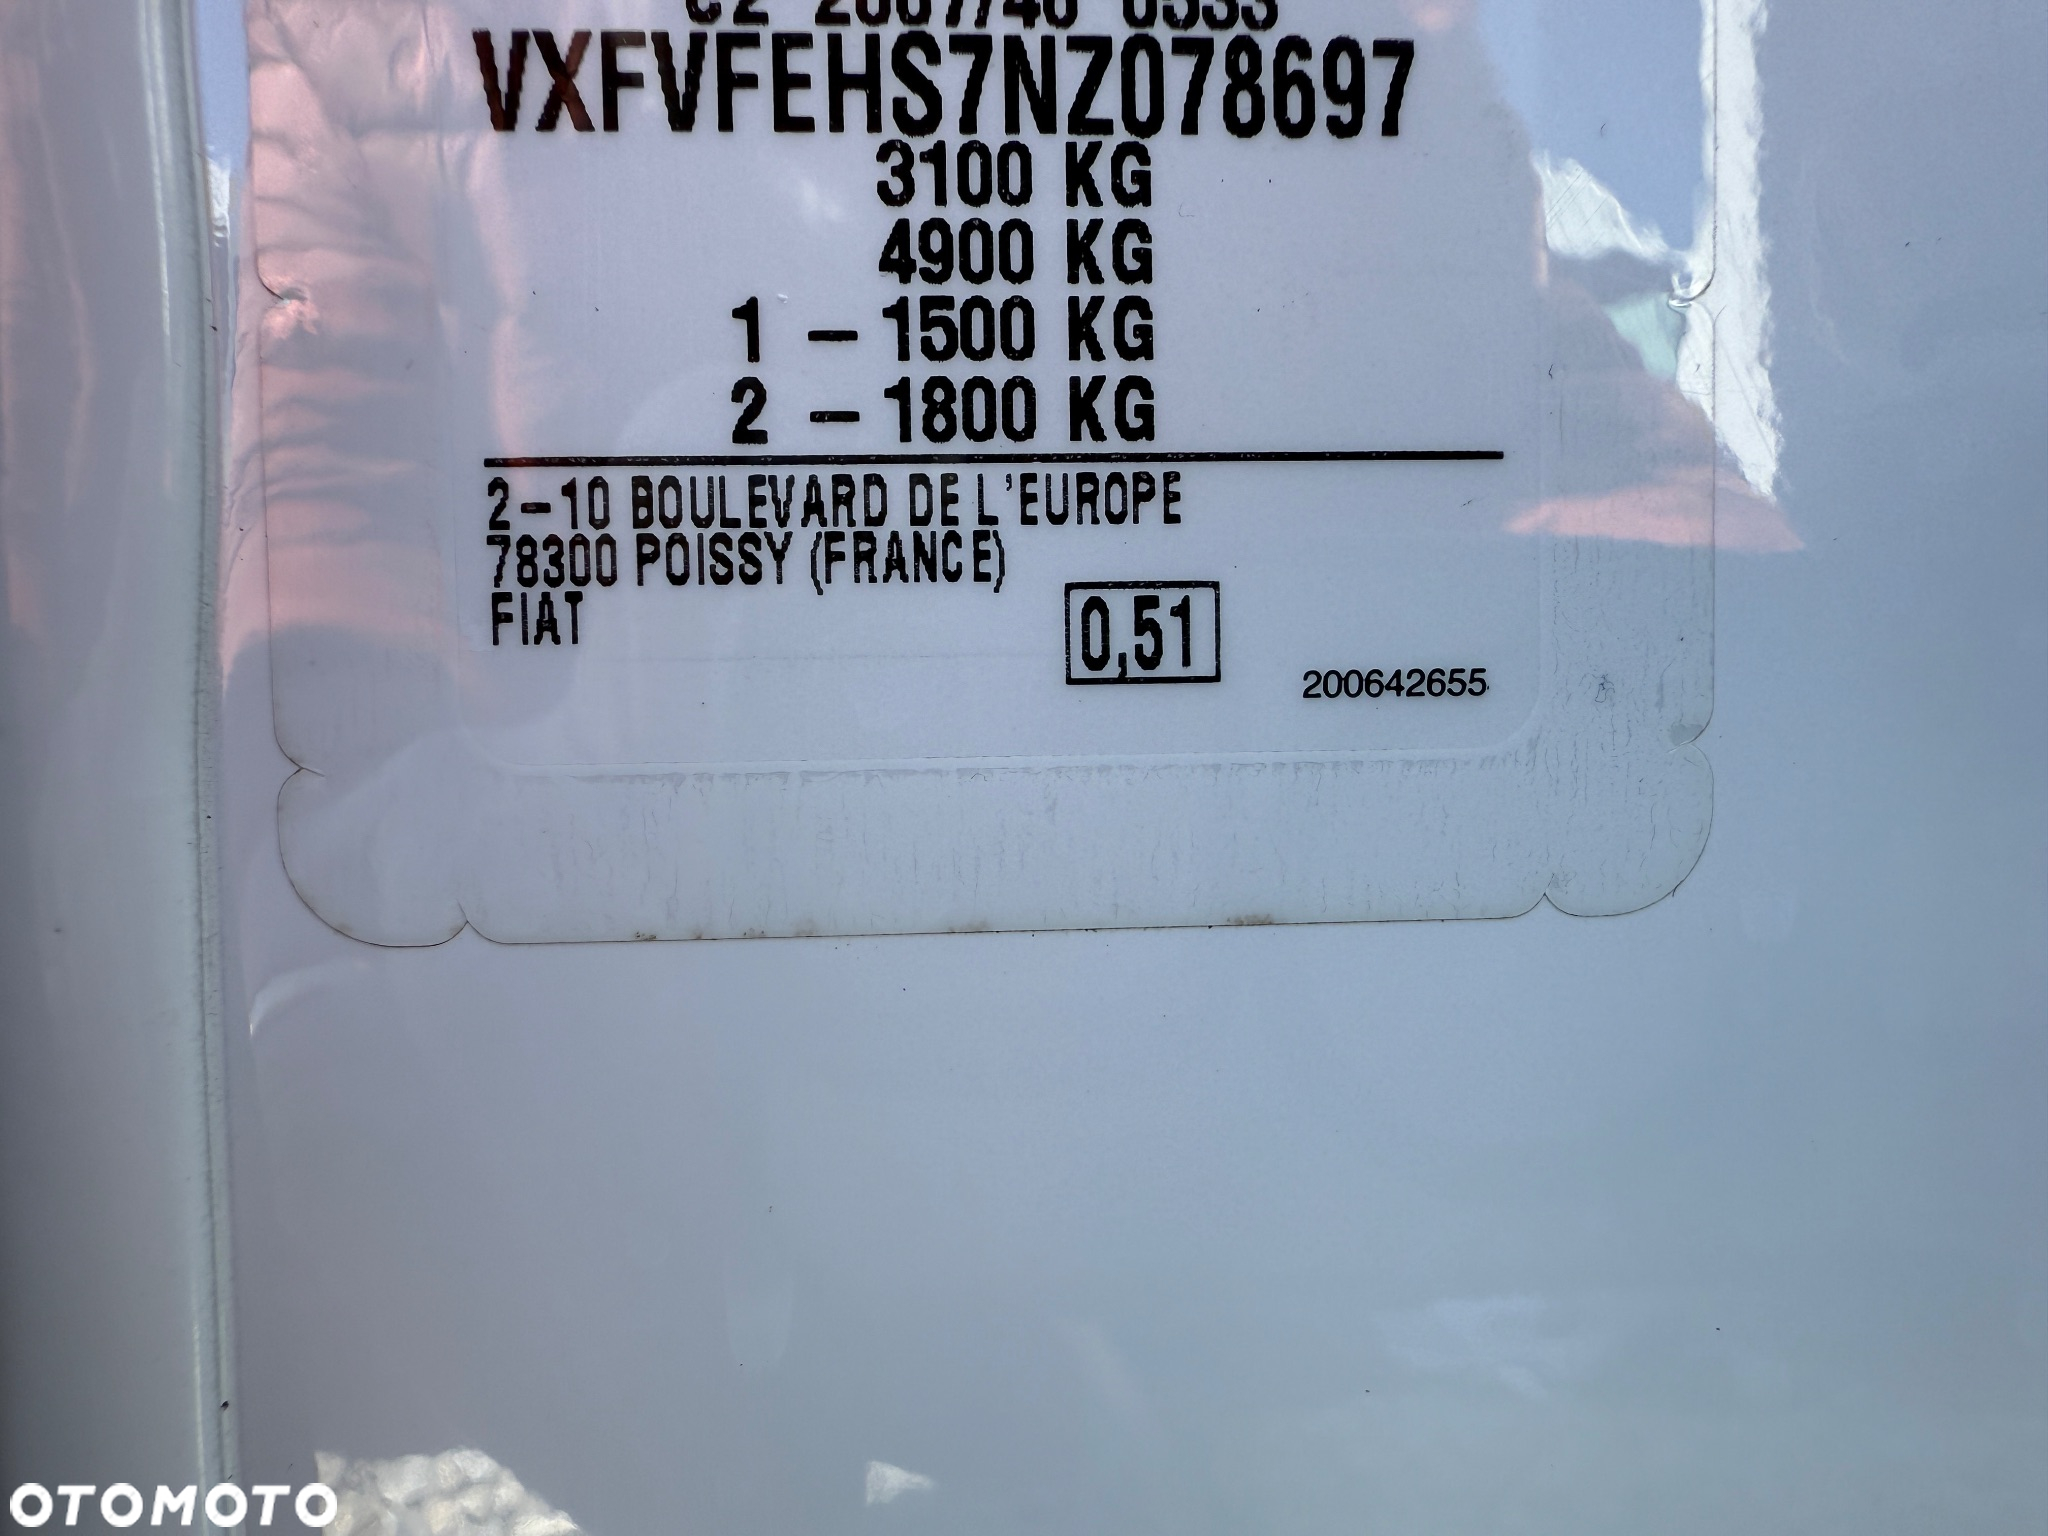 VXFVFEHS7NZ078697
3100 KG
4900 KG
1 - 1500 KG
2 - 1800 KG
2-10 BOULEVARD DE L'EUROPE
78300 POISSY (FRANCE)
FIAT
0,51
200642655
OTOMOTO